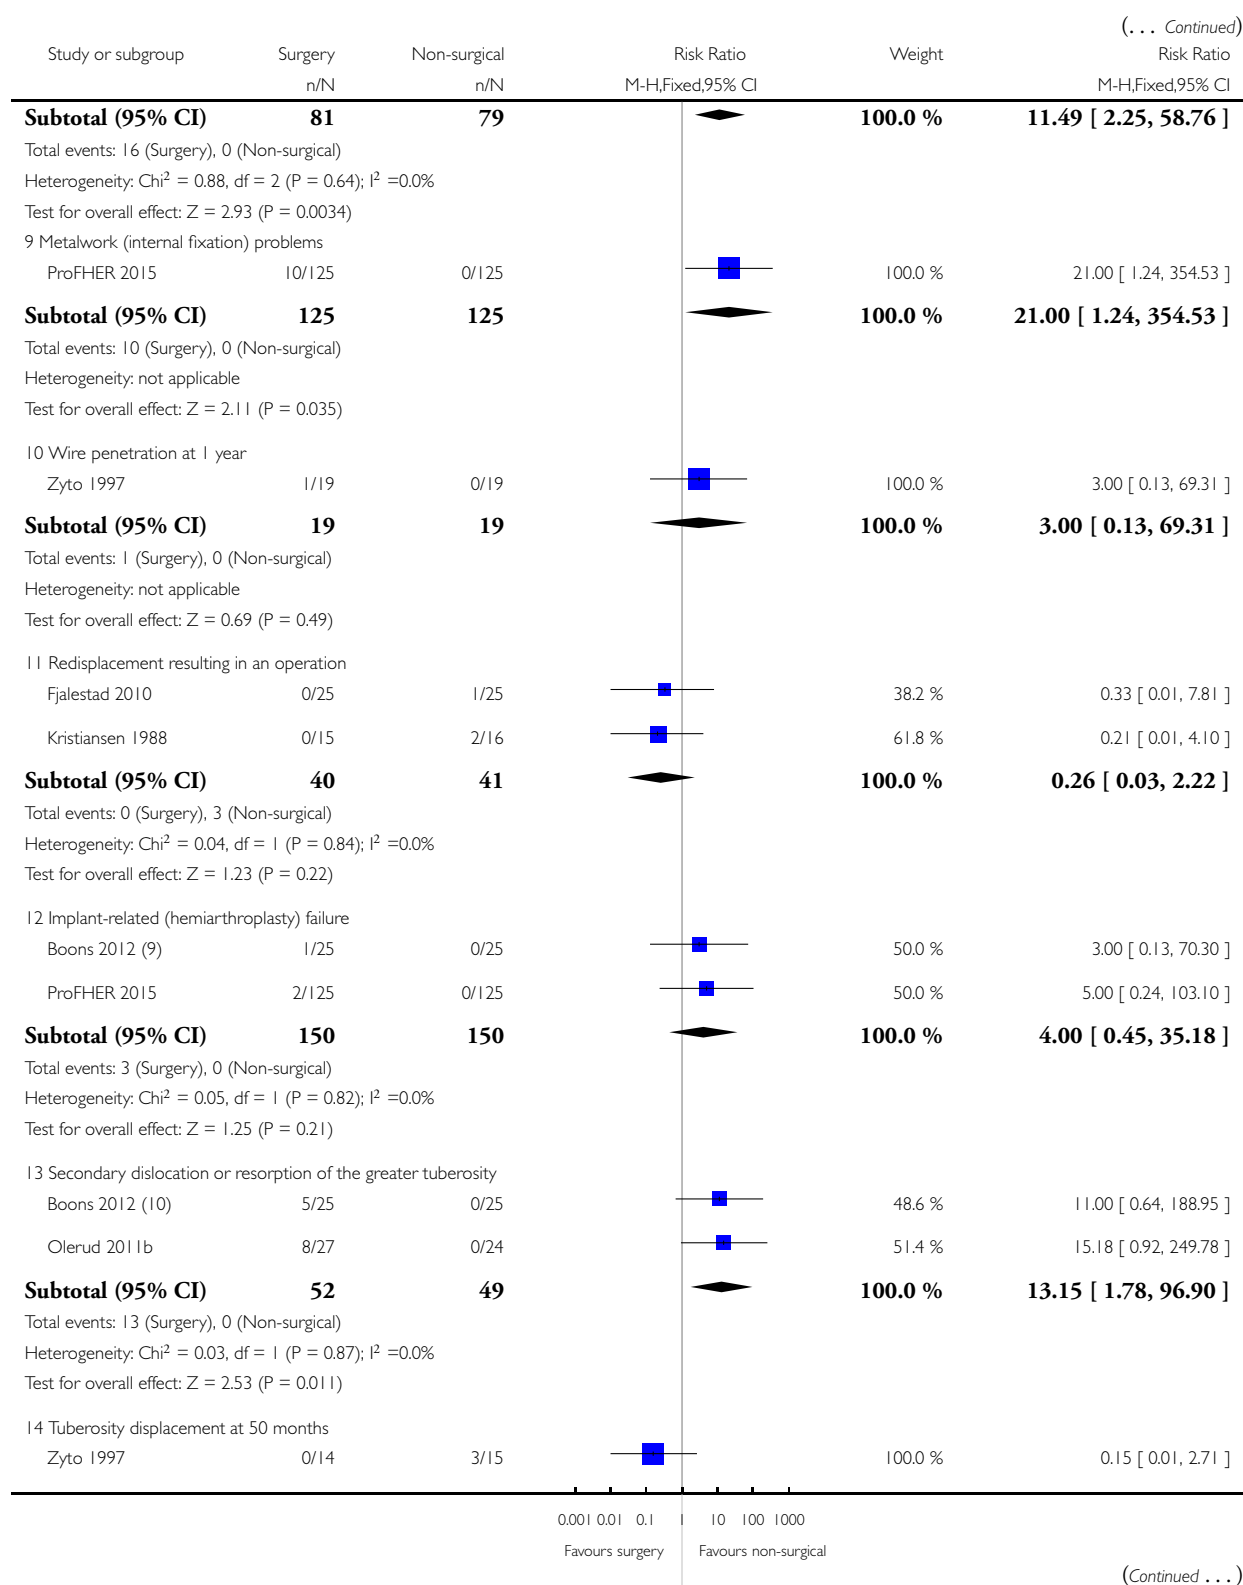 (... Continued)
Study or subgroup Surgery Non-surgical Risk Ratio Weight Risk Ratio
n/N n/N M-H,Fixed,95% CI M-H,Fixed,95% CI
Subtotal (95% CI) 81 79 100.0 % 11.49 [ 2.25, 58.76 ]
Total events: 16 (Surgery), 0 (Non-surgical)
Heterogeneity: Chi² = 0.88, df = 2 (P = 0.64); I² =0.0%
Test for overall effect: Z = 2.93 (P = 0.0034)
9 Metalwork (internal fixation) problems
ProFHER 2015 10/125 0/125 100.0 % 21.00 [ 1.24, 354.53 ]
Subtotal (95% CI) 125 125 100.0 % 21.00 [ 1.24, 354.53 ]
Total events: 10 (Surgery), 0 (Non-surgical)
Heterogeneity: not applicable
Test for overall effect: Z = 2.11 (P = 0.035)
10 Wire penetration at 1 year
Zyto 1997 1/19 0/19 100.0 % 3.00 [ 0.13, 69.31 ]
Subtotal (95% CI) 19 19 100.0 % 3.00 [ 0.13, 69.31 ]
Total events: 1 (Surgery), 0 (Non-surgical)
Heterogeneity: not applicable
Test for overall effect: Z = 0.69 (P = 0.49)
11 Redisplacement resulting in an operation
Fjalestad 2010 0/25 1/25 38.2 % 0.33 [ 0.01, 7.81 ]
Kristiansen 1988 0/15 2/16 61.8 % 0.21 [ 0.01, 4.10 ]
Subtotal (95% CI) 40 41 100.0 % 0.26 [ 0.03, 2.22 ]
Total events: 0 (Surgery), 3 (Non-surgical)
Heterogeneity: Chi² = 0.04, df = 1 (P = 0.84); I² =0.0%
Test for overall effect: Z = 1.23 (P = 0.22)
12 Implant-related (hemiarthroplasty) failure
Boons 2012 (9) 1/25 0/25 50.0 % 3.00 [ 0.13, 70.30 ]
ProFHER 2015 2/125 0/125 50.0 % 5.00 [ 0.24, 103.10 ]
Subtotal (95% CI) 150 150 100.0 % 4.00 [ 0.45, 35.18 ]
Total events: 3 (Surgery), 0 (Non-surgical)
Heterogeneity: Chi² = 0.05, df = 1 (P = 0.82); I² =0.0%
Test for overall effect: Z = 1.25 (P = 0.21)
13 Secondary dislocation or resorption of the greater tuberosity
Boons 2012 (10) 5/25 0/25 48.6 % 11.00 [ 0.64, 188.95 ]
Olerud 2011b 8/27 0/24 51.4 % 15.18 [ 0.92, 249.78 ]
Subtotal (95% CI) 52 49 100.0 % 13.15 [ 1.78, 96.90 ]
Total events: 13 (Surgery), 0 (Non-surgical)
Heterogeneity: Chi² = 0.03, df = 1 (P = 0.87); I² =0.0%
Test for overall effect: Z = 2.53 (P = 0.011)
14 Tuberosity displacement at 50 months
Zyto 1997 0/14 3/15 100.0 % 0.15 [ 0.01, 2.71 ]
0.001 0.01 0.1 1 10 100 1000
Favours surgery Favours non-surgical
(Continued ...)